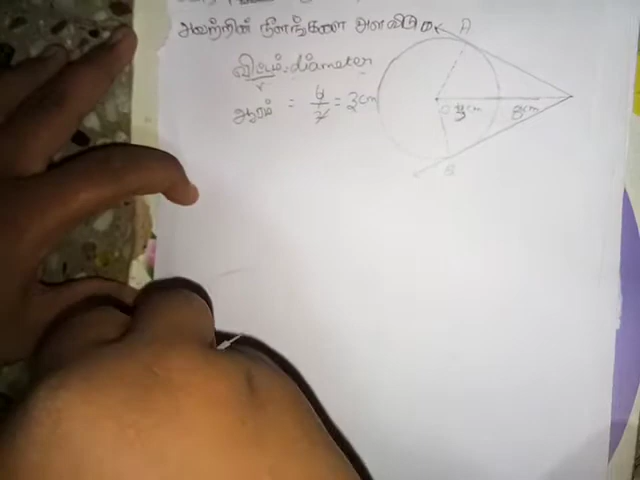 அவற்றின் நீளங்களை அளவிடு
A
விட்டம், diameter
ஆரம் = 6/2 = 3cm
O 3cm 8cm
B